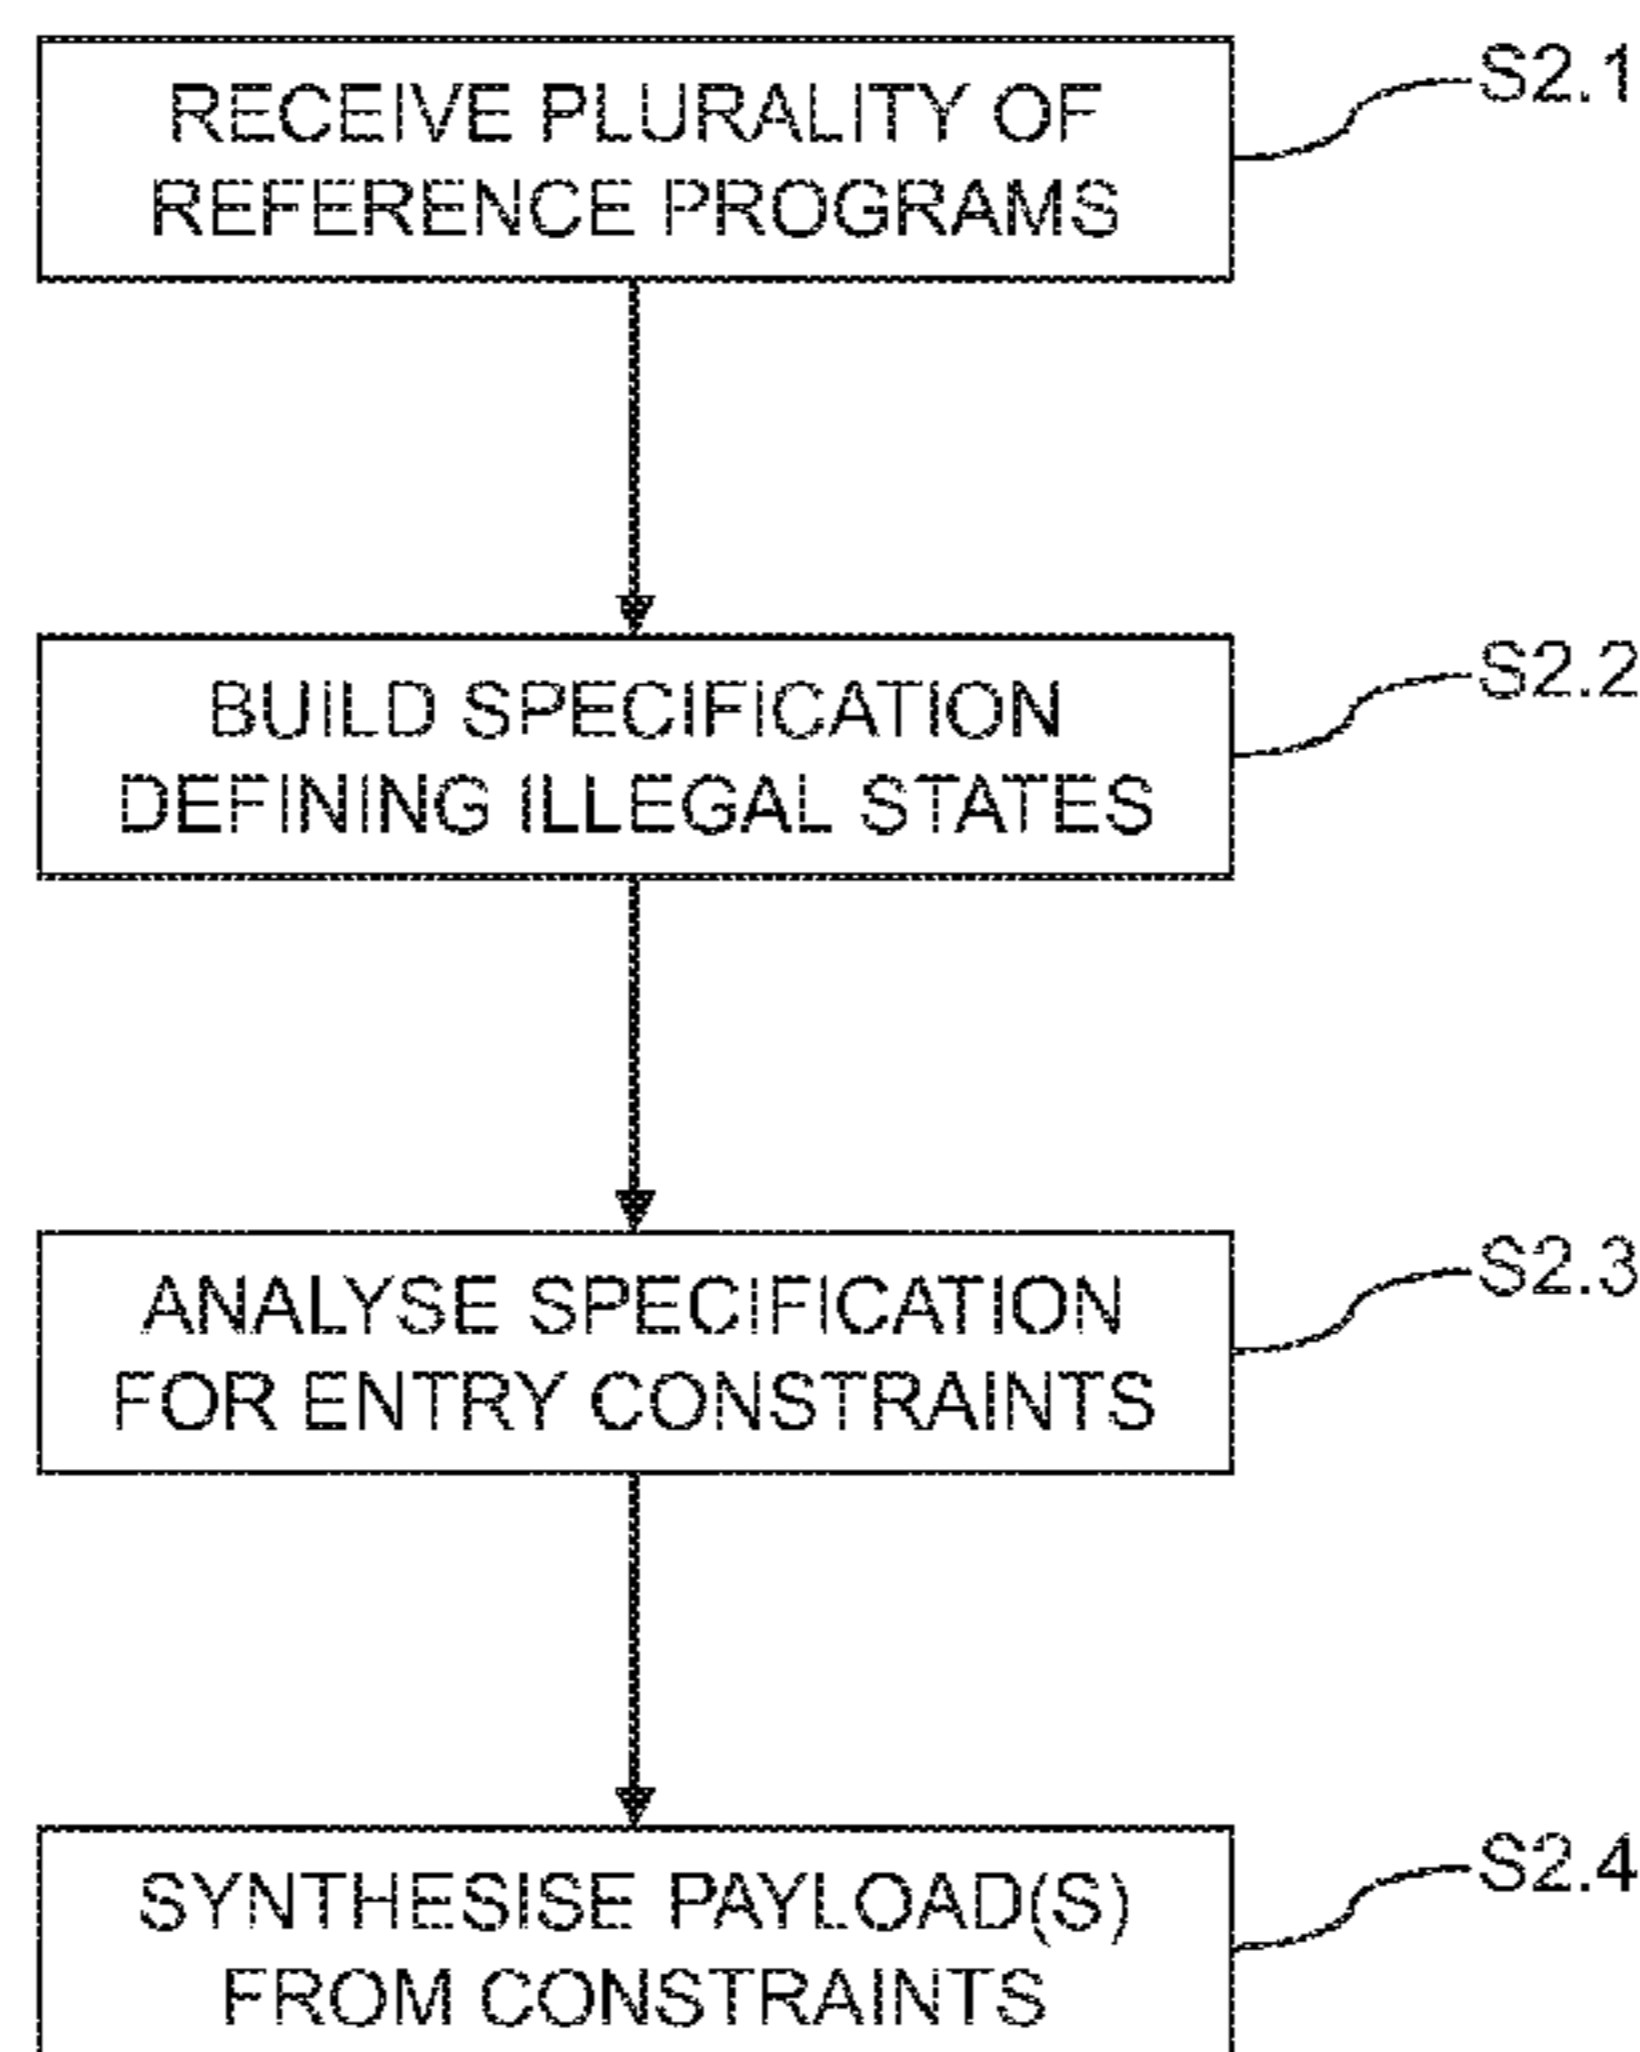 RECEIVE PLURALITY OF
REFERENCE PROGRAMS
S2.1
BUILD SPECIFICATION
DEFINING ILLEGAL STATES
S2.2
ANALYSE SPECIFICATION
FOR ENTRY CONSTRAINTS
S2.3
SYNTHESISE PAYLOAD(S)
FROM CONSTRAINTS
S2.4